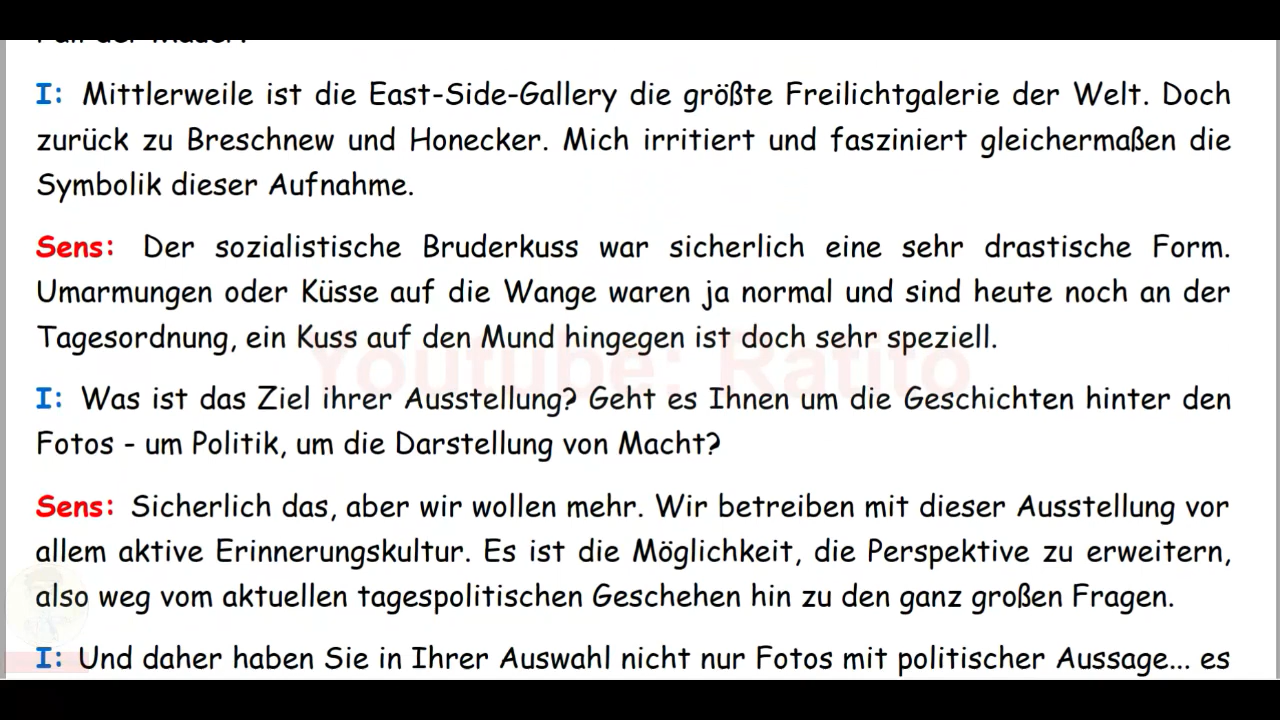 I: Mittlerweile ist die East-Side-Gallery die größte Freilichtgalerie der Welt. Doch
zurück zu Breschnew und Honecker. Mich irritiert und fasziniert gleichermaßen die
Symbolik dieser Aufnahme.
Sens: Der sozialistische Bruderkuss war sicherlich eine sehr drastische Form.
Umarmungen oder Küsse auf die Wange waren ja normal und sind heute noch an der
Tagesordnung, ein Kuss auf den Mund hingegen ist doch sehr speziell.
Youtube: Ratito
I: Was ist das Ziel ihrer Ausstellung? Geht es Ihnen um die Geschichten hinter den
Fotos - um Politik, um die Darstellung von Macht?
Sens: Sicherlich das, aber wir wollen mehr. Wir betreiben mit dieser Ausstellung vor
allem aktive Erinnerungskultur. Es ist die Möglichkeit, die Perspektive zu erweitern,
also weg vom aktuellen tagespolitischen Geschehen hin zu den ganz großen Fragen.
I: Und daher haben Sie in Ihrer Auswahl nicht nur Fotos mit politischer Aussage... es